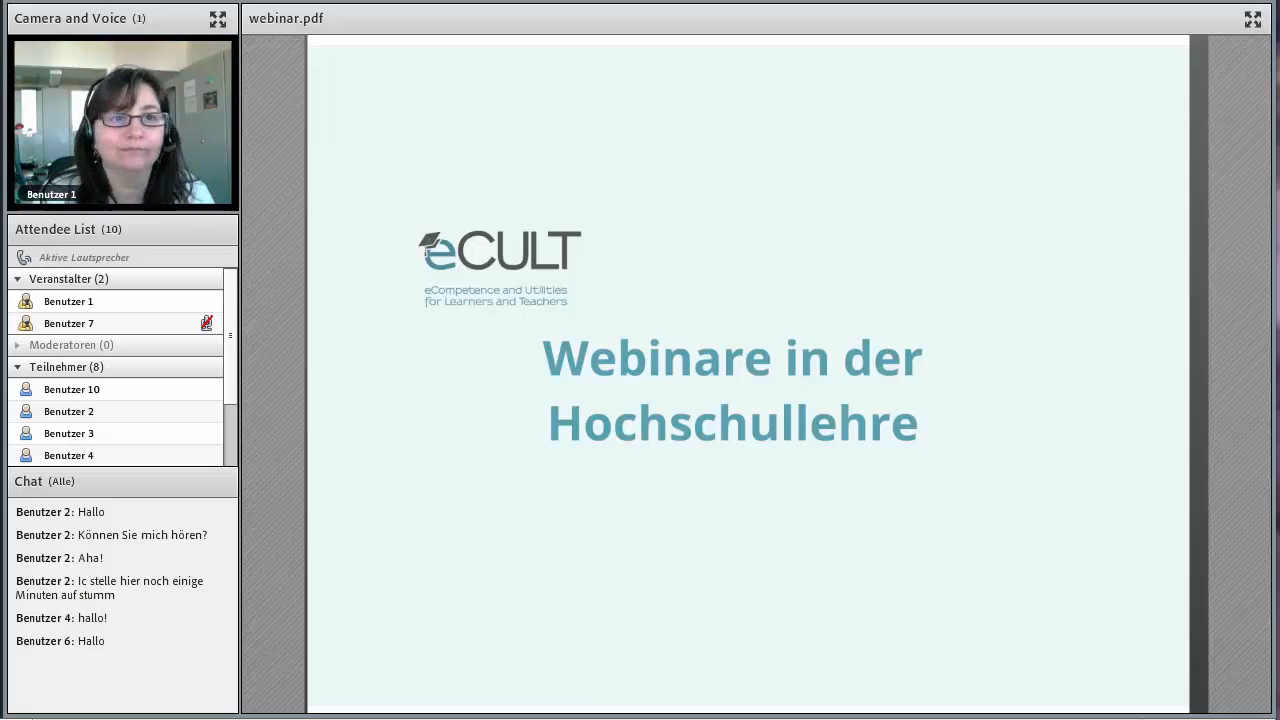 Camera and Voice (1)
Benutzer 1
Attendee List (10)
Aktive Lautsprecher
Veranstalter (2)
Benutzer 1
Benutzer 7
Moderatoren (0)
Teilnehmer (8)
Benutzer 10
Benutzer 2
Benutzer 3
Benutzer 4
Chat (Alle)
Benutzer 2: Hallo
Benutzer 2: Können Sie mich hören?
Benutzer 2: Aha!
Benutzer 2: Ic stelle hier noch einige
Minuten auf stumm
Benutzer 4: hallo!
Benutzer 6: Hallo
webinar.pdf
eCULT
eCompetence and Utilities
for Learners and Teachers
Webinare in der
Hochschullehre